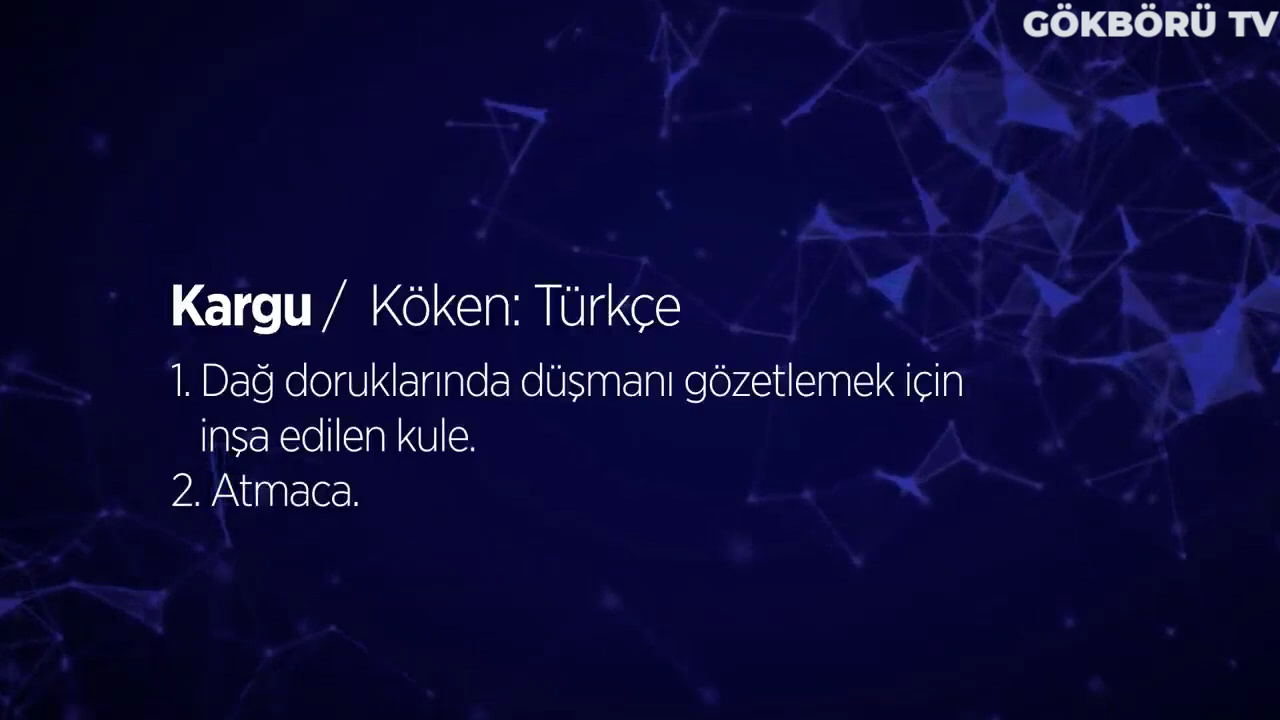 GÖKBÖRÜ TV
Kargu / Köken: Türkçe
1. Dağ doruklarında düşmanı gözetlemek için
inşa edilen kule.
2. Atmaca.